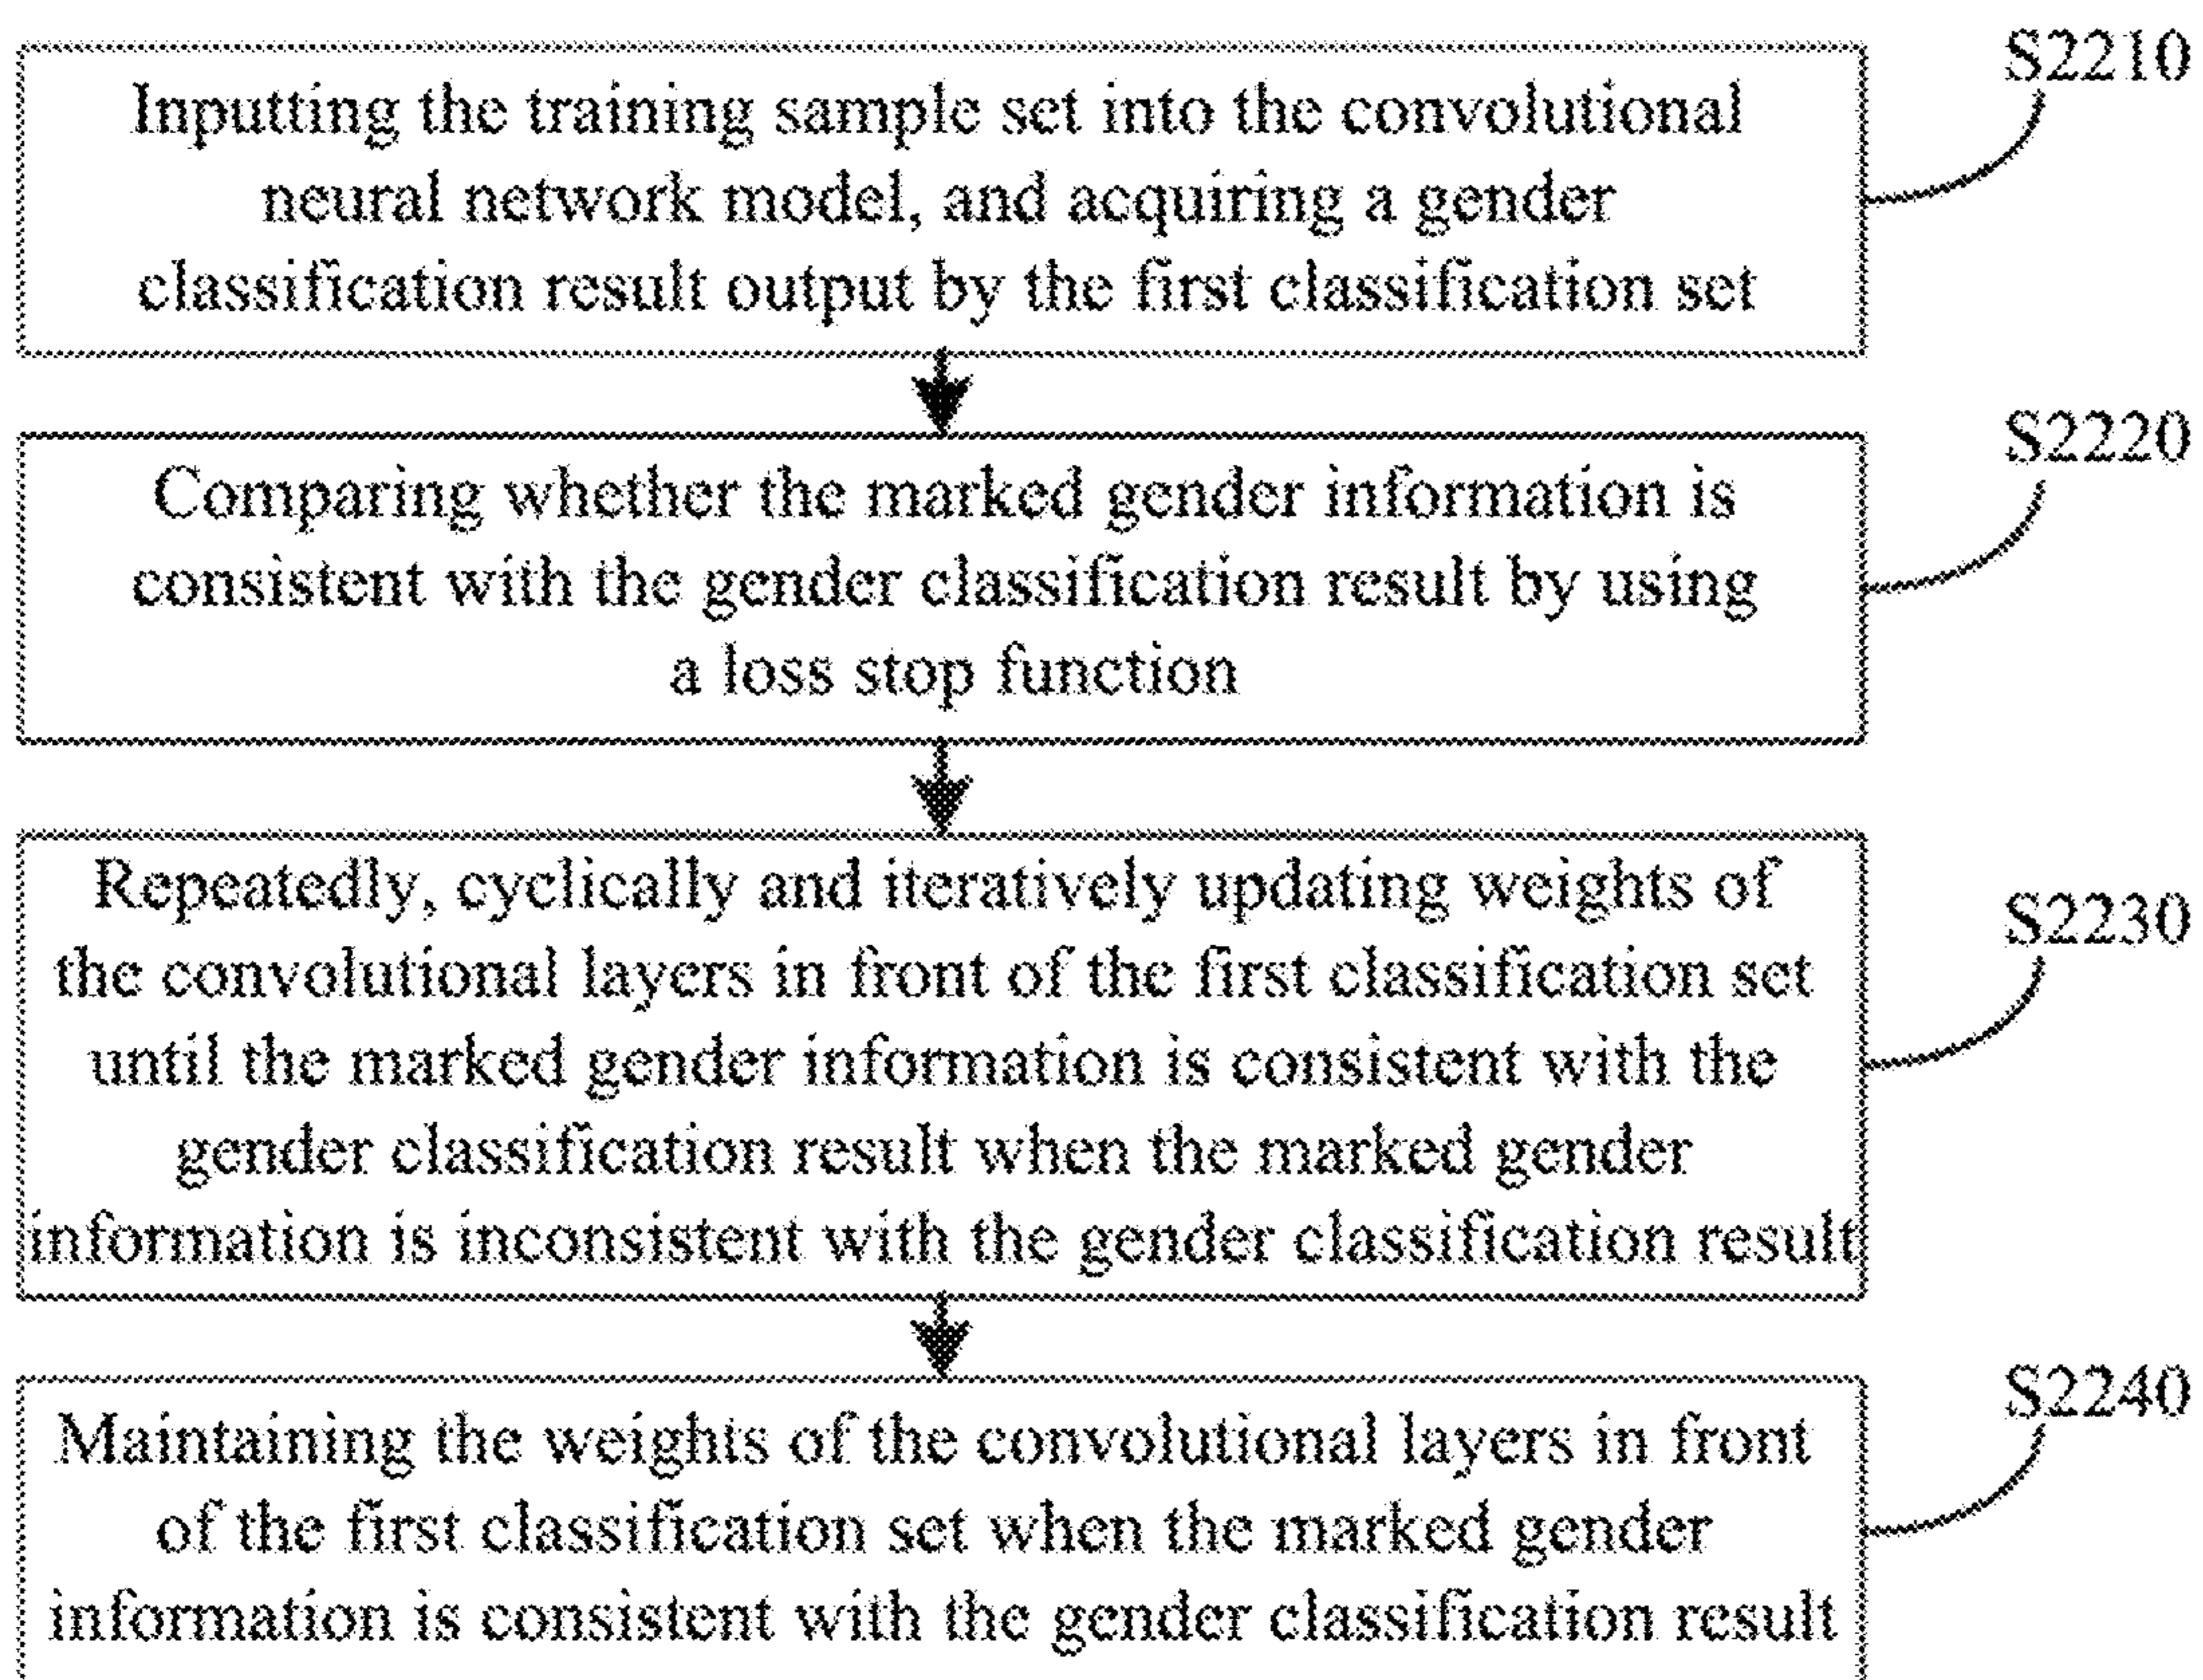 S2210
Inputting the training sample set into the convolutional
neural network model, and acquiring a gender
classification result output by the first classification set
S2220
Comparing whether the marked gender information is
consistent with the gender classification result by using
a loss stop function
S2230
Repeatedly, cyclically and iteratively updating weights of
the convolutional layers in front of the first classification set
until the marked gender information is consistent with the
gender classification result when the marked gender
information is inconsistent with the gender classification result
S2240
Maintaining the weights of the convolutional layers in front
of the first classification set when the marked gender
information is consistent with the gender classification result